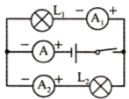 L₁ − A₁ +
− A + − +
− A₂ + L₂